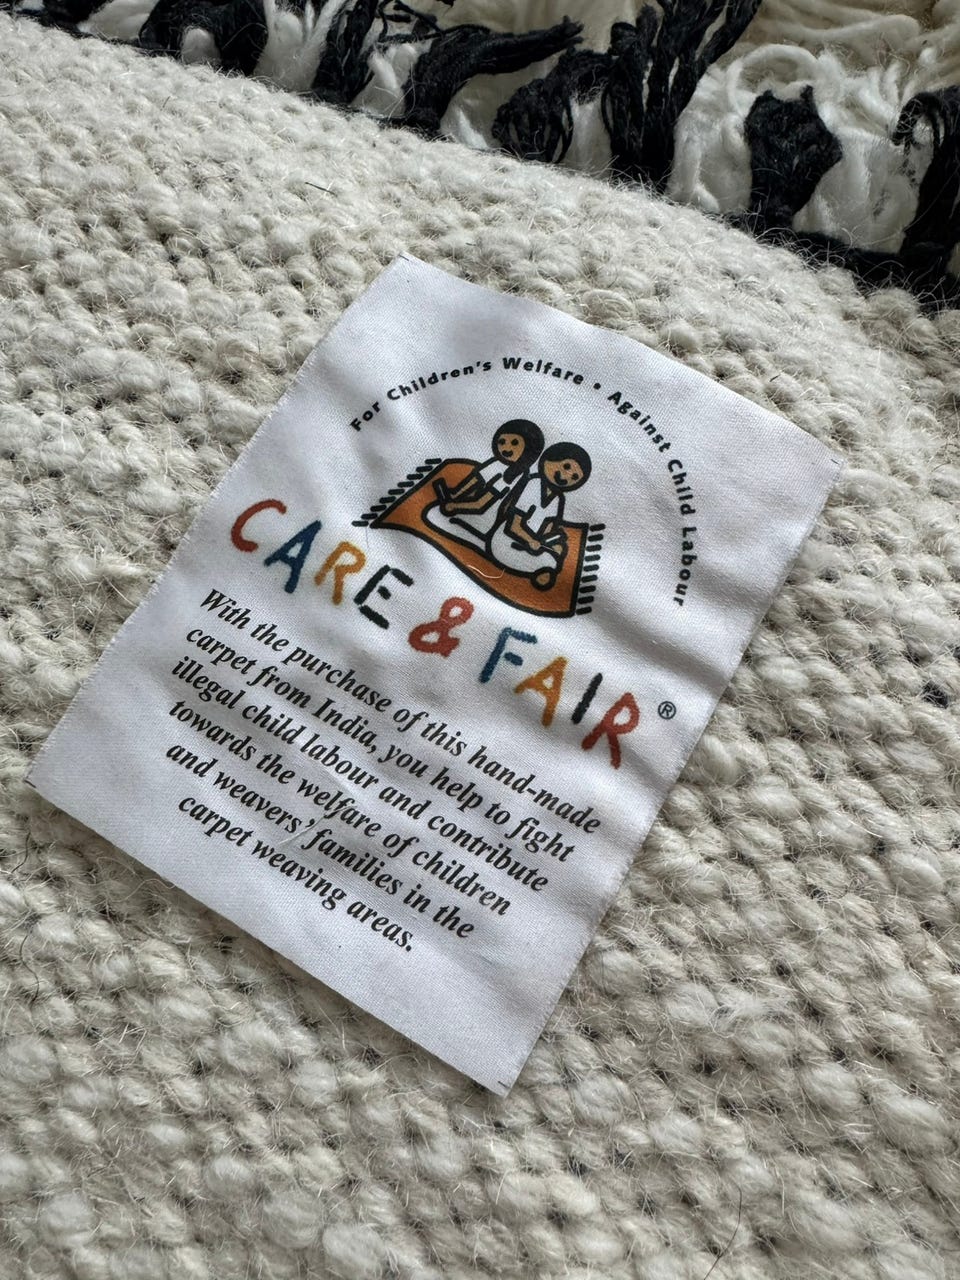 For Children's Welfare • Against Child Labour
CARE & FAIR®
With the purchase of this hand-made
carpet from India, you help to fight
illegal child labour and contribute
towards the welfare of children
and weavers' families in the
carpet weaving areas.